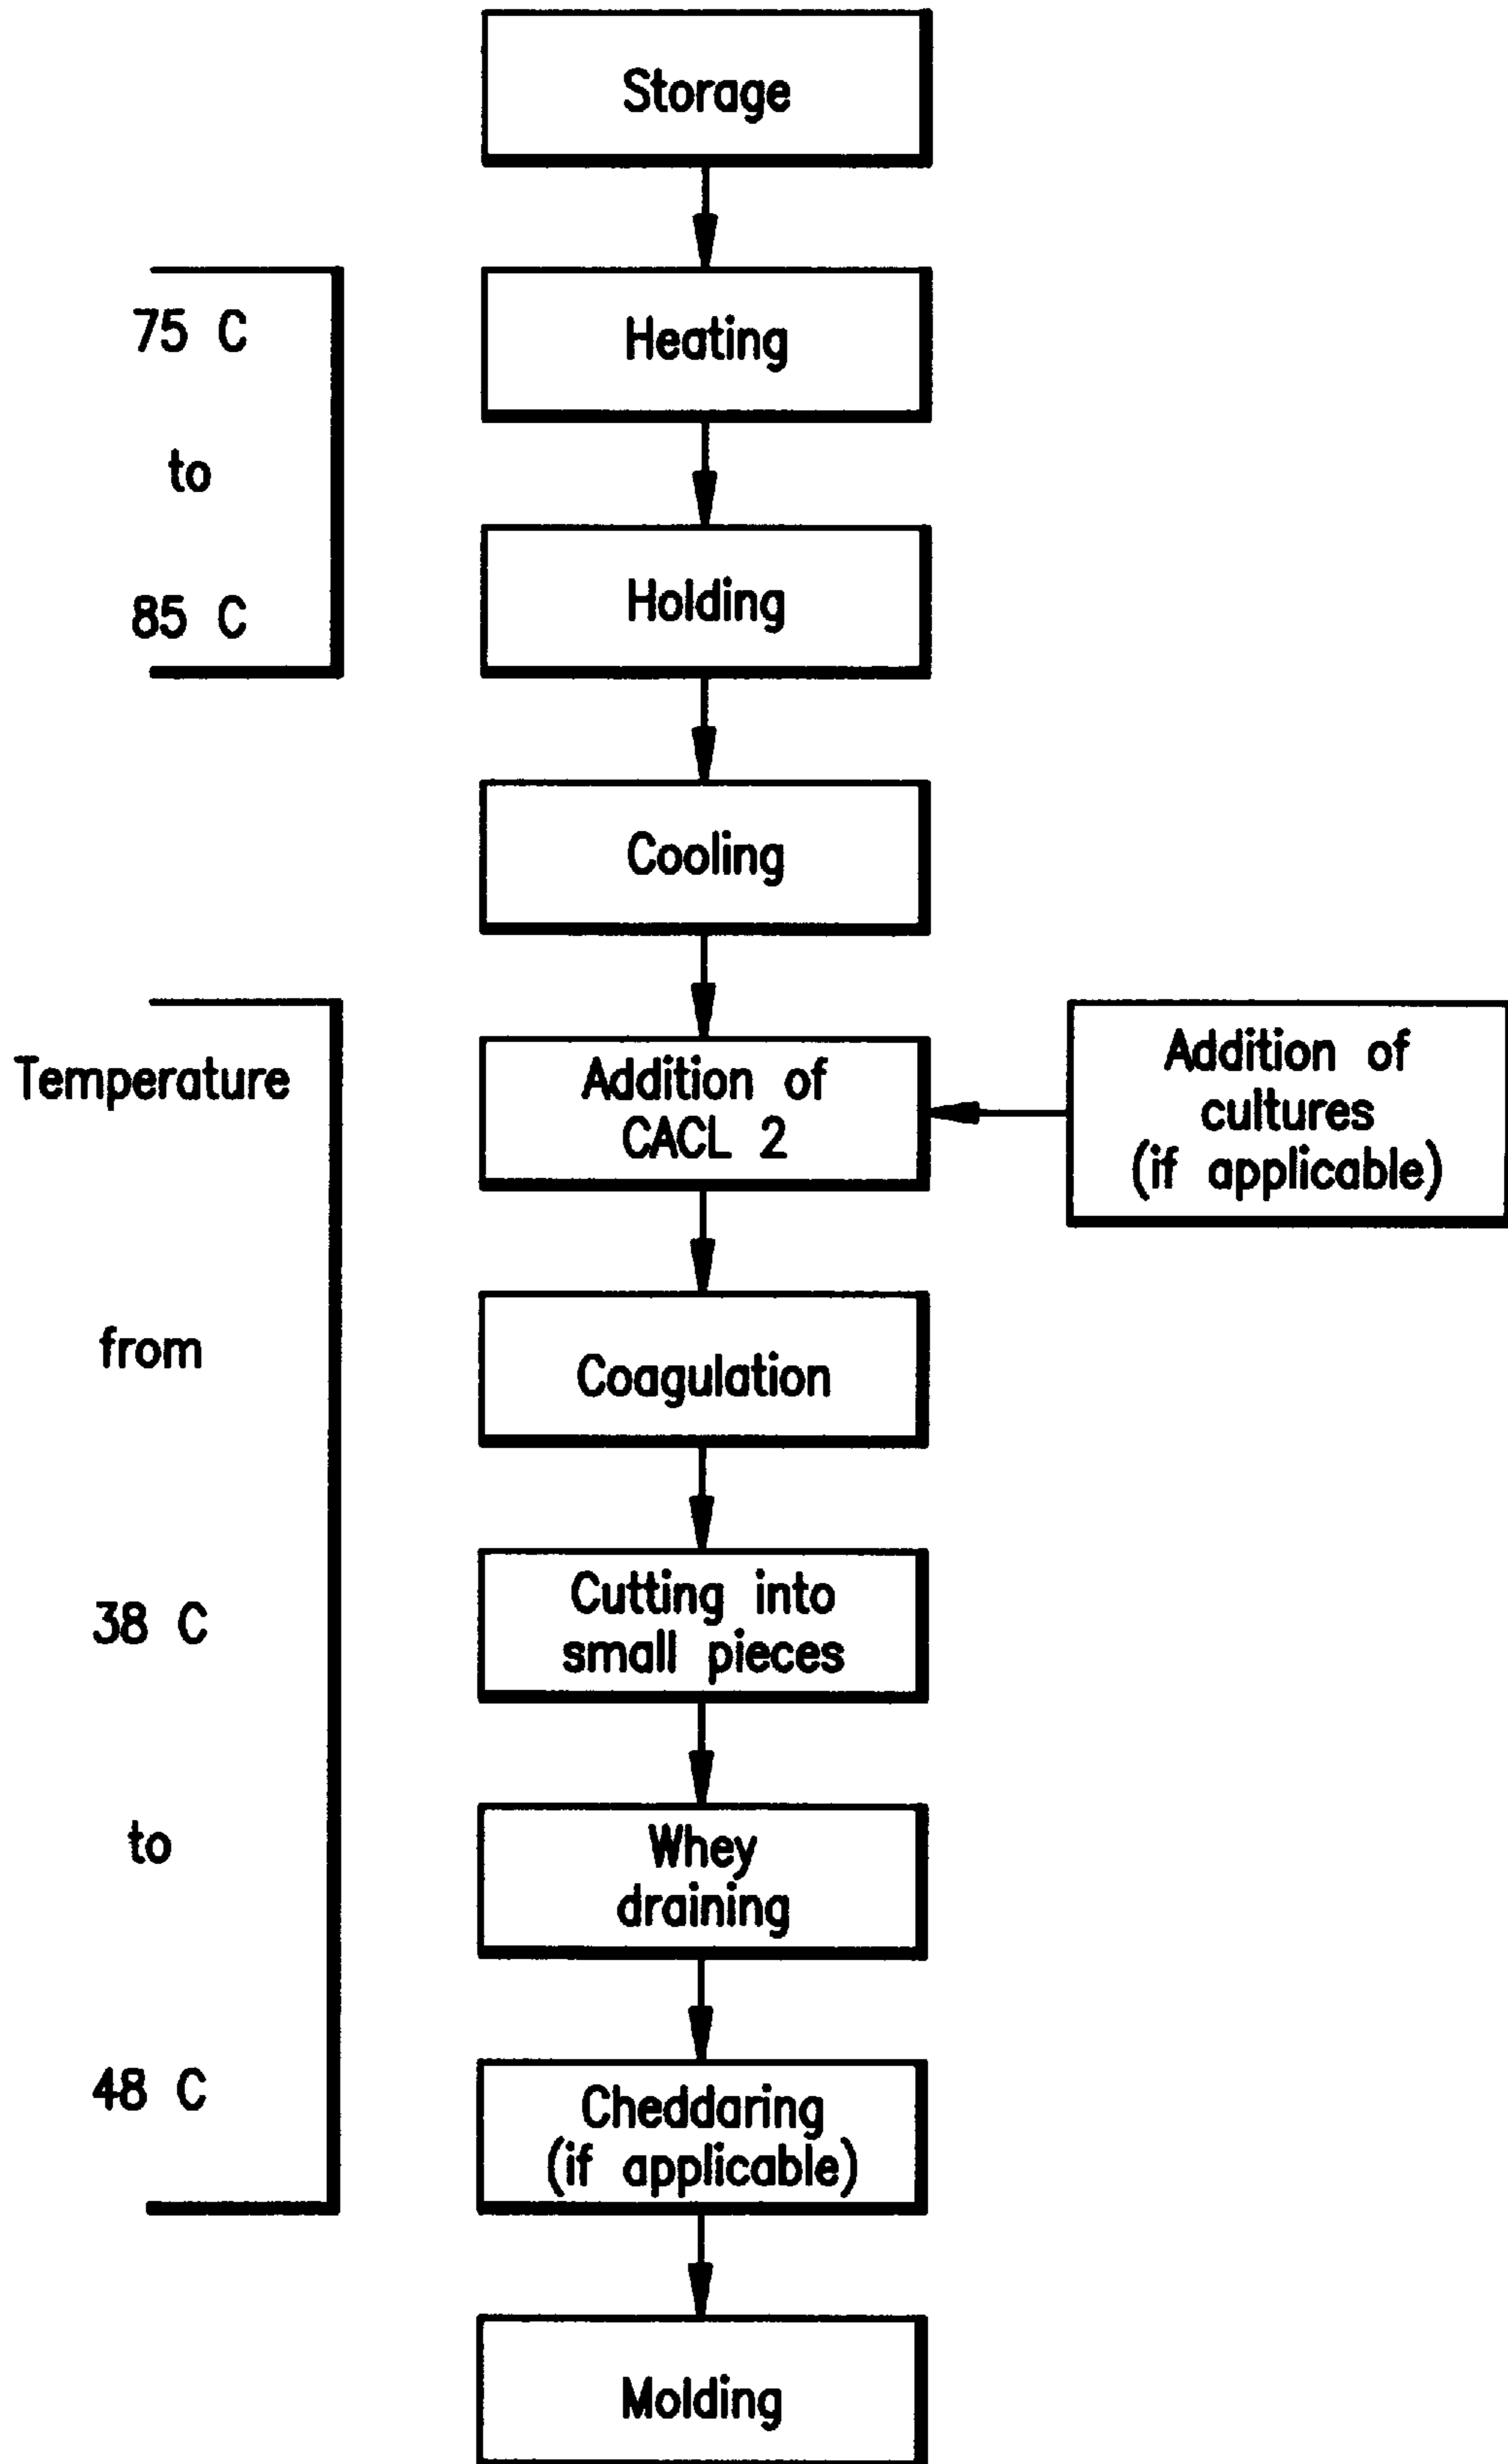 Storage
75 C
to
85 C
Heating
Holding
Cooling
Temperature
from
38 C
to
48 C
Addition of
CACL 2
Addition of
cultures
(if applicable)
Coagulation
Cutting into
small pieces
Whey
draining
Cheddaring
(if applicable)
Molding